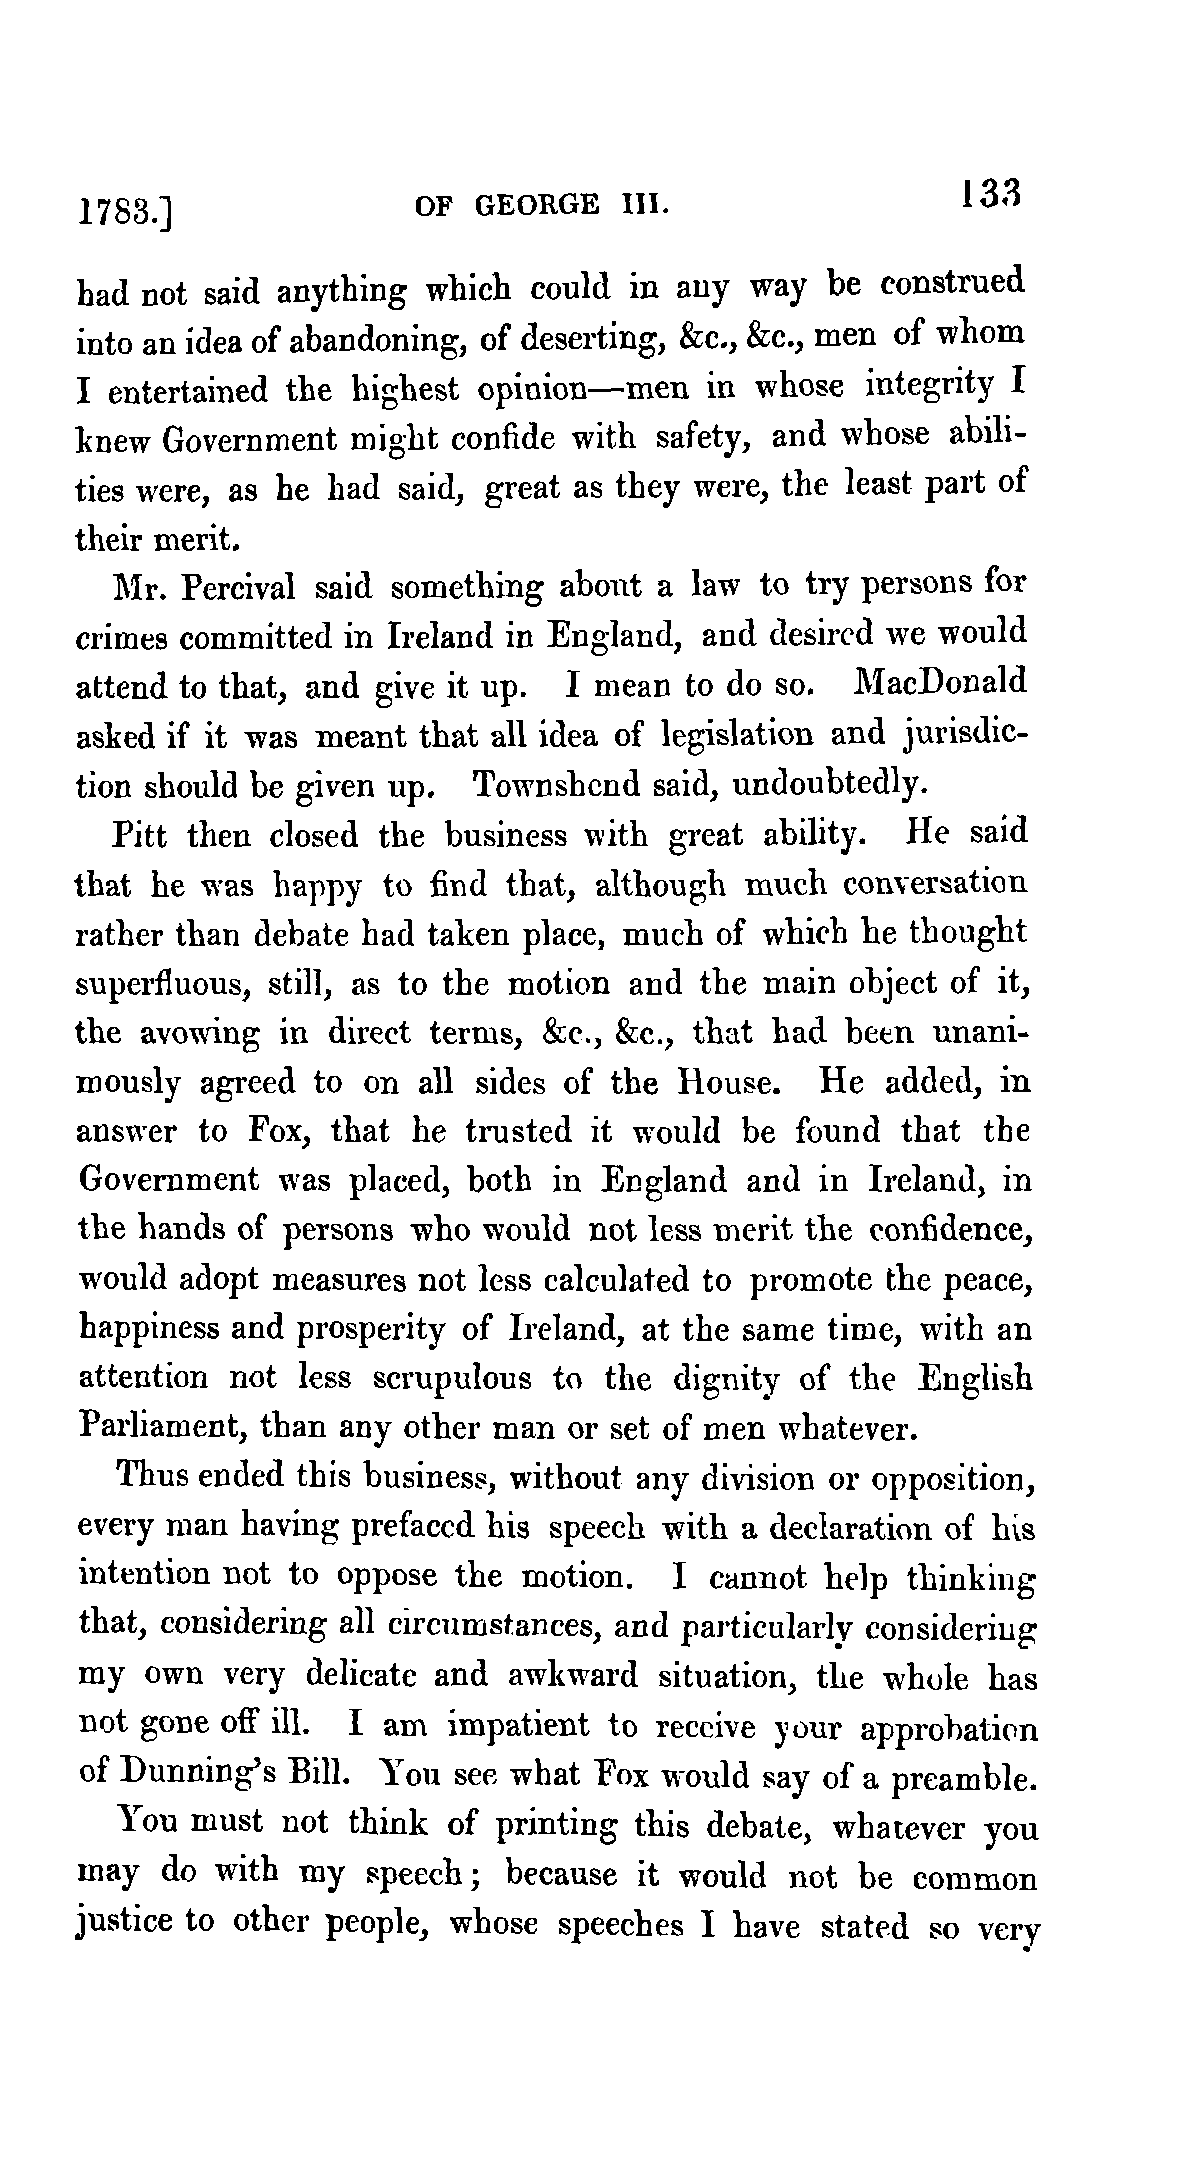 1783.] OF GEORGE III. 133
had not said anything which could in any way be construed
into an idea of abandoning, of deserting, &c., &c., men of whom
I entertained the highest opinion—men in whose integrity I
knew Government might confide with safety, and whose abili-
ties were, as he had said, great as they were, the least part of
their merit.
Mr. Percival said something about a law to try persons for
crimes committed in Ireland in England, and desired we would
attend to that, and give it up. I mean to do so. MacDonald
asked if it was meant that all idea of legislation and jurisdic-
tion should be given up. Townshend said, undoubtedly.
Pitt then closed the business with great ability. He said
that he was happy to find that, although much conversation
rather than debate had taken place, much of which he thought
superfluous, still, as to the motion and the main object of it,
the avowing in direct terms, &c., &c., that had been unani-
mously agreed to on all sides of the House. He added, in
answer to Fox, that he trusted it would be found that the
Government was placed, both in England and in Ireland, in
the hands of persons who would not less merit the confidence,
would adopt measures not less calculated to promote the peace,
happiness and prosperity of Ireland, at the same time, with an
attention not less scrupulous to the dignity of the English
Parliament, than any other man or set of men whatever.
Thus ended this business, without any division or opposition,
every man having prefaced his speech with a declaration of his
intention not to oppose the motion. I cannot help thinking
that, considering all circumstances, and particularly considering
my own very delicate and awkward situation, the whole has
not gone off ill. I am impatient to receive your approbation
of Dunning's Bill. You see what Fox would say of a preamble.
You must not think of printing this debate, whatever you
may do with my speech; because it would not be common
justice to other people, whose speeches I have stated so very